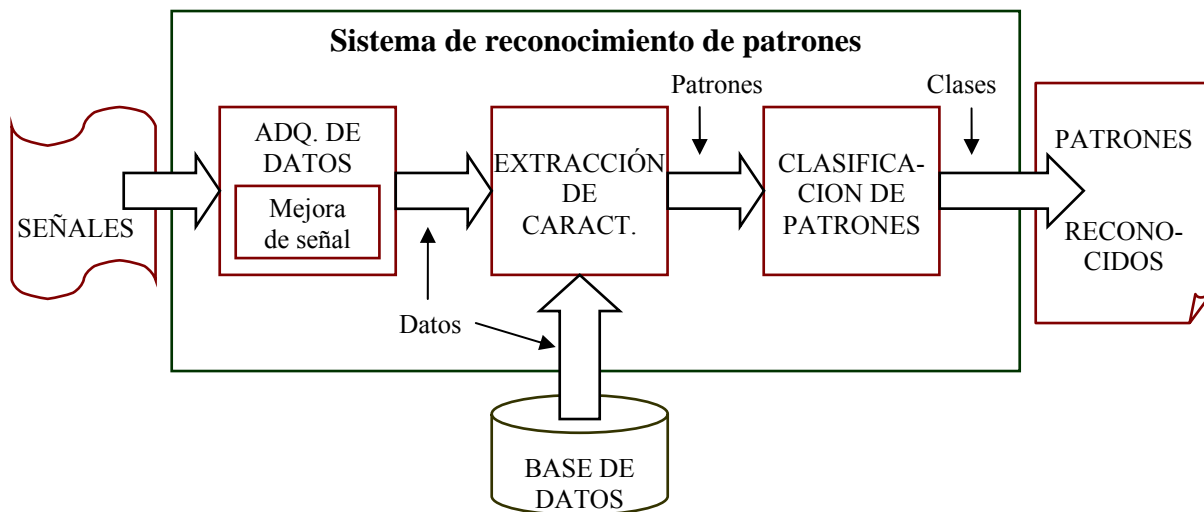 Sistema de reconocimiento de patrones
Patrones
Clases
SEÑALES
ADQ. DE
DATOS
Mejora
de señal
EXTRACCIÓN
DE
CARACT.
CLASIFICA-
CION DE
PATRONES
PATRONES
RECONO-
CIDOS
Datos
BASE DE
DATOS